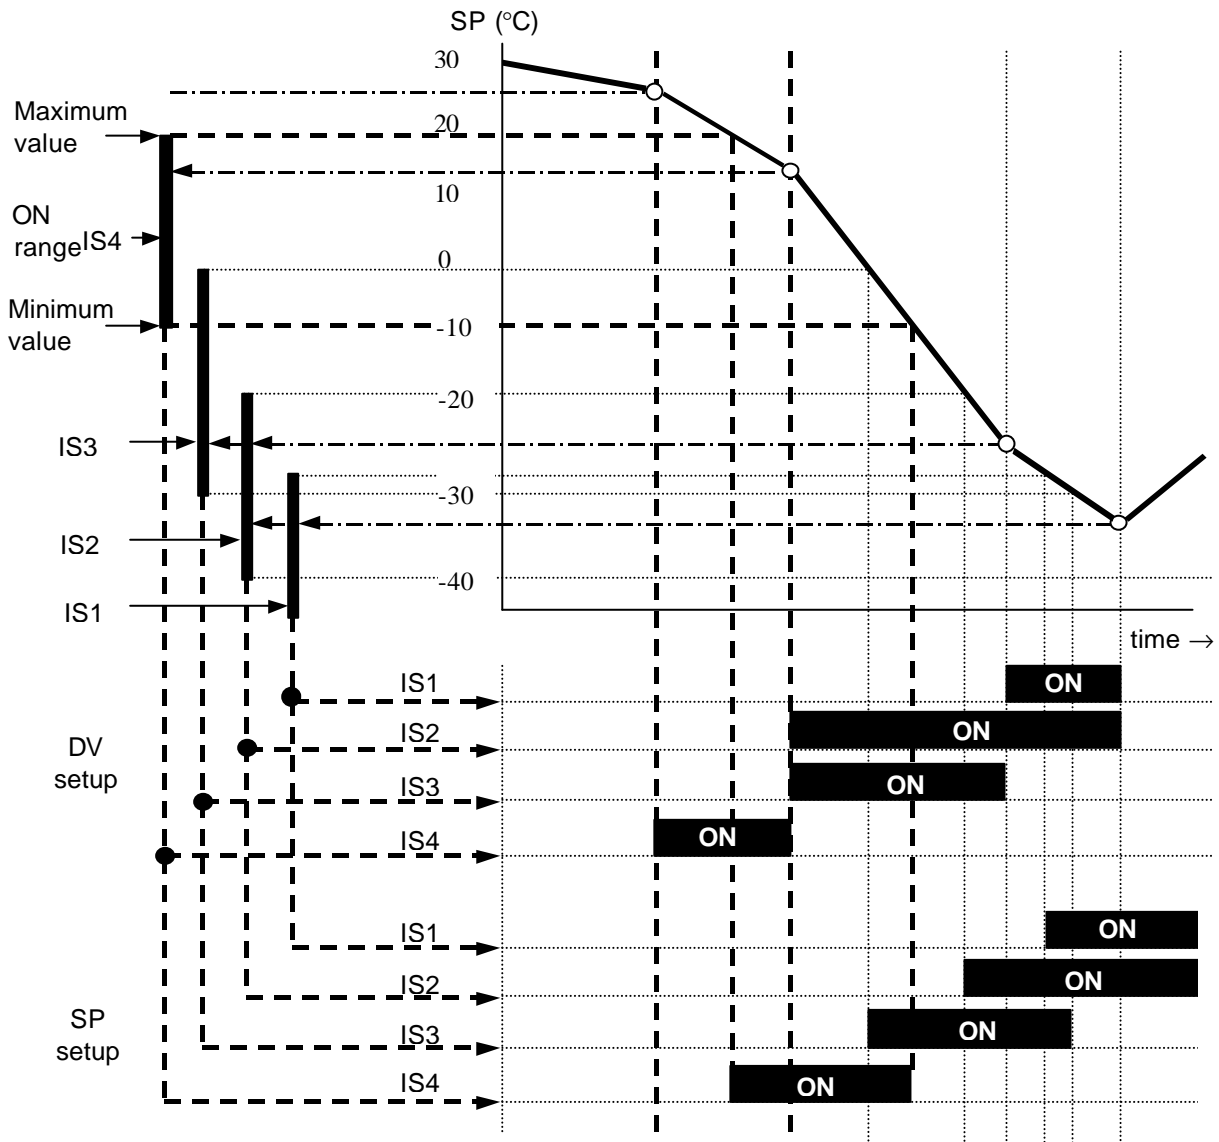 SP (°C)
30
Maximum
value
20
10
ON
rangeIS4
0
Minimum
value
-10
-20
IS3
-30
IS2
-40
IS1
time →
IS1
ON
IS2
ON
DV
setup
IS3
ON
IS4
ON
IS1
ON
IS2
ON
SP
setup
IS3
ON
IS4
ON